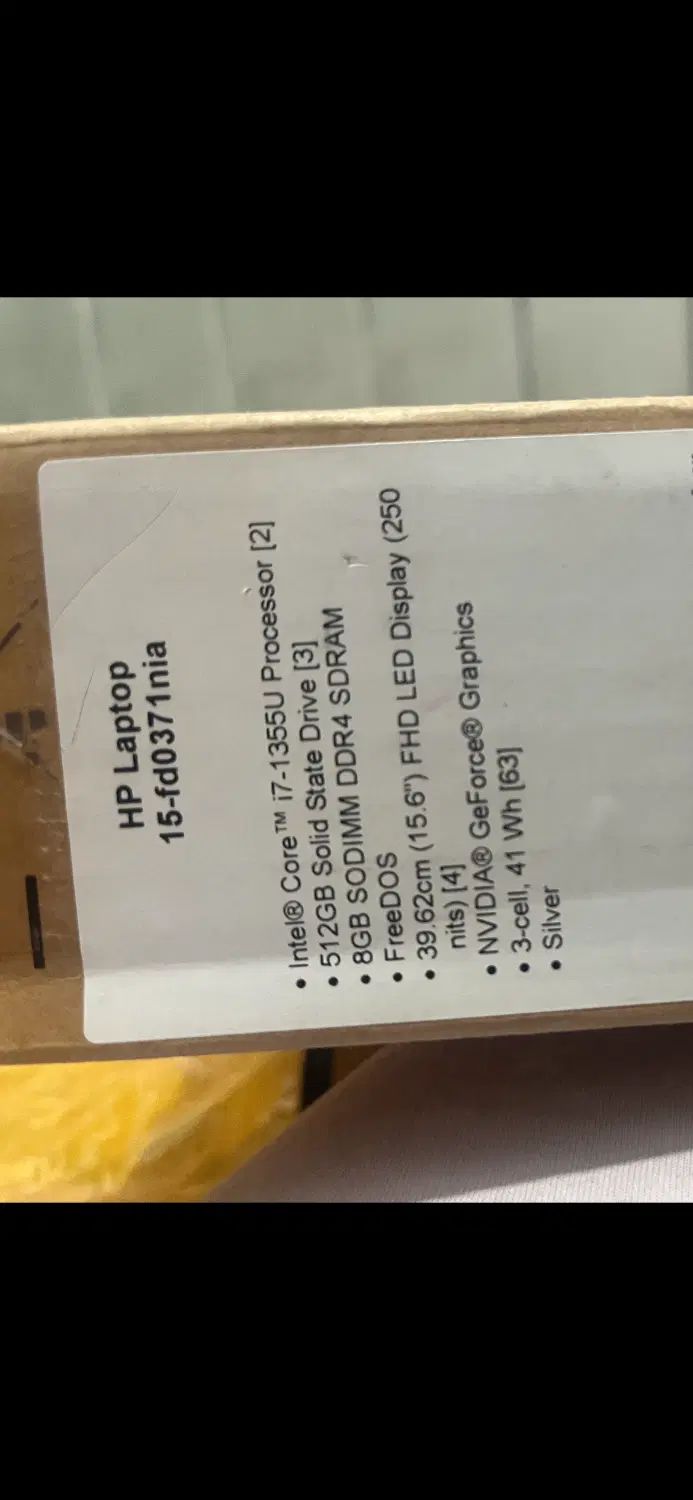 HP Laptop
15-fd0371nia
• Intel® Core™ i7-1355U Processor [2]
• 512GB Solid State Drive [3]
• 8GB SODIMM DDR4 SDRAM
• FreeDOS
• 39.62cm (15.6") FHD LED Display (250
nits) [4]
• NVIDIA® GeForce® Graphics
• 3-cell, 41 Wh [63]
• Silver